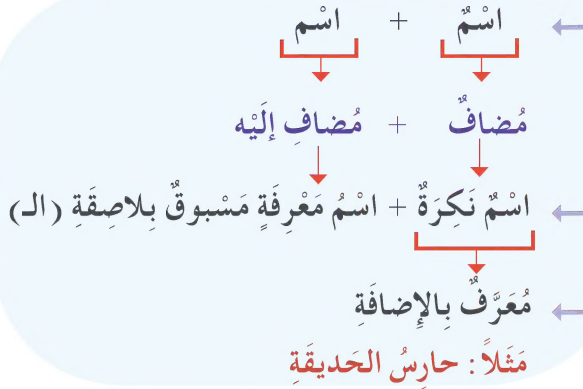 اسْمٌ + اسْم
مُضافٌ + مُضافِ إلَيْه
اسْمٌ نَكِرَةٌ + اسْمُ مَعْرِفَةٍ مَسْبوقٌ بِلاصِقَةِ (الـ)
مُعَرَّفٌ بِالإِضافَةِ
مَثَلاً: حارِسُ الحَديقَةِ